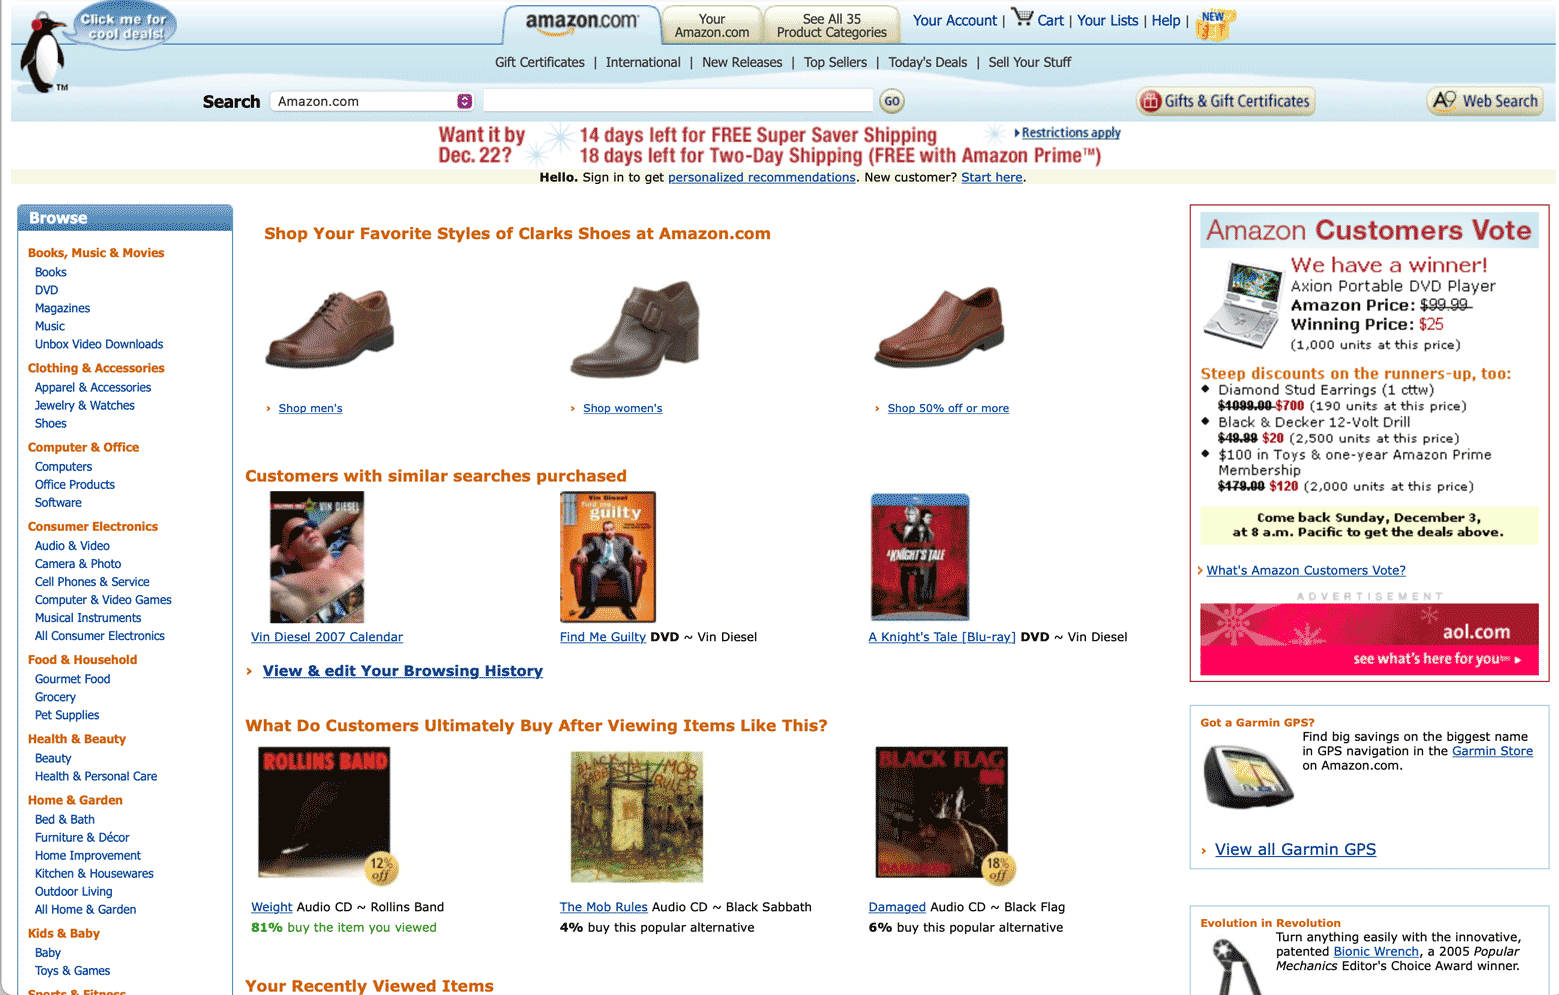 Click me for
cool deals!
TM
amazon.com
Your
Amazon.com
See All 35
Product Categories
Your Account | Cart | Your Lists | Help | NEW
Gift Certificates | International | New Releases | Top Sellers | Today's Deals | Sell Your Stuff
Search Amazon.com GO
Gifts & Gift Certificates
A9 Web Search
Want it by
Dec. 22?
14 days left for FREE Super Saver Shipping
18 days left for Two-Day Shipping (FREE with Amazon Prime™)
Restrictions apply
Hello. Sign in to get personalized recommendations. New customer? Start here.
Browse
Books, Music & Movies
Books
DVD
Magazines
Music
Unbox Video Downloads
Clothing & Accessories
Apparel & Accessories
Jewelry & Watches
Shoes
Computer & Office
Computers
Office Products
Software
Consumer Electronics
Audio & Video
Camera & Photo
Cell Phones & Service
Computer & Video Games
Musical Instruments
All Consumer Electronics
Food & Household
Gourmet Food
Grocery
Pet Supplies
Health & Beauty
Beauty
Health & Personal Care
Home & Garden
Bed & Bath
Furniture & Décor
Home Improvement
Kitchen & Housewares
Outdoor Living
All Home & Garden
Kids & Baby
Baby
Toys & Games
Sports & Fitness
Shop Your Favorite Styles of Clarks Shoes at Amazon.com
› Shop men's
› Shop women's
› Shop 50% off or more
Customers with similar searches purchased
VIN DIESEL
Vin Diesel
find me guilty
A KNIGHT'S TALE
Vin Diesel 2007 Calendar
Find Me Guilty DVD ~ Vin Diesel
A Knight's Tale [Blu-ray] DVD ~ Vin Diesel
› View & edit Your Browsing History
What Do Customers Ultimately Buy After Viewing Items Like This?
ROLLINS BAND
12% off
BLACK SABBATH MOB RULES
BLACK FLAG
DAMAGED
18% off
Weight Audio CD ~ Rollins Band
81% buy the item you viewed
The Mob Rules Audio CD ~ Black Sabbath
4% buy this popular alternative
Damaged Audio CD ~ Black Flag
6% buy this popular alternative
Your Recently Viewed Items
Amazon Customers Vote
We have a winner!
Axion Portable DVD Player
Amazon Price: $99.99
Winning Price: $25
(1,000 units at this price)
Steep discounts on the runners-up, too:
Diamond Stud Earrings (1 cttw)
$1099.00 $700 (190 units at this price)
Black & Decker 12-Volt Drill
$49.99 $20 (2,500 units at this price)
$100 in Toys & one-year Amazon Prime
Membership
$179.00 $120 (2,000 units at this price)
Come back Sunday, December 3,
at 8 a.m. Pacific to get the deals above.
› What's Amazon Customers Vote?
ADVERTISEMENT
aol.com
see what's here for you
Got a Garmin GPS?
Find big savings on the biggest name
in GPS navigation in the Garmin Store
on Amazon.com.
› View all Garmin GPS
Evolution in Revolution
Turn anything easily with the innovative,
patented Bionic Wrench, a 2005 Popular
Mechanics Editor's Choice Award winner.